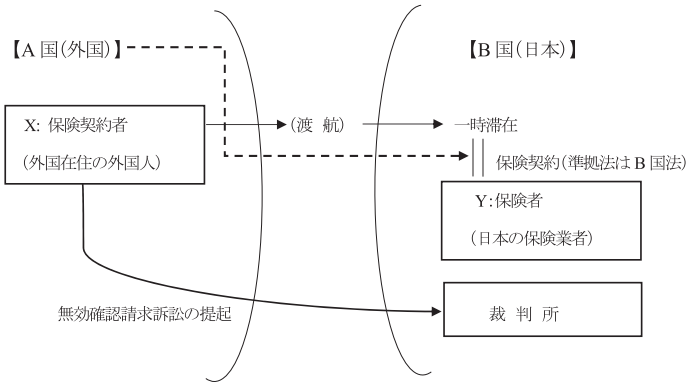 【A 国（外国）】
【B 国（日本）】
X: 保険契約者
（外国在住の外国人）
（渡 航）
一時滞在
保険契約（準拠法は B 国法）
Y:保険者
（日本の保険業者）
無効確認請求訴訟の提起
裁 判 所